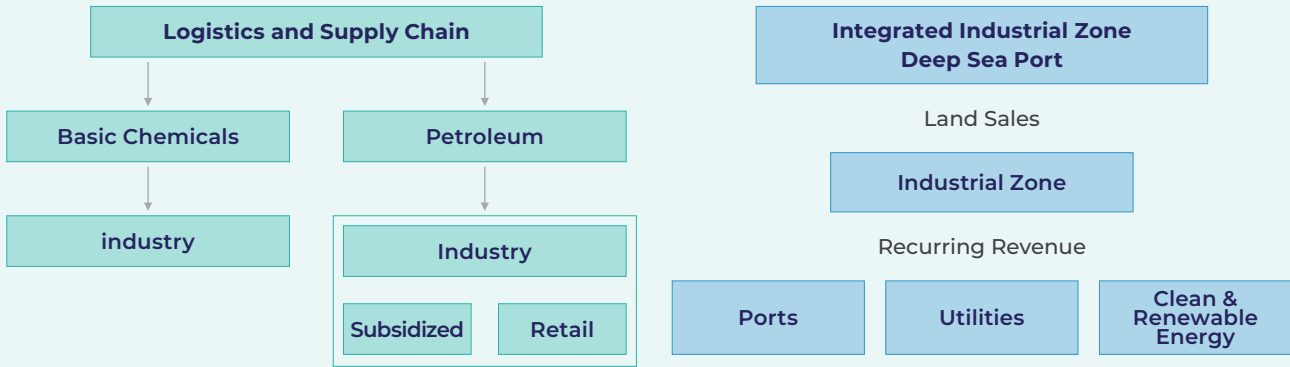 Logistics and Supply Chain
Basic Chemicals
Petroleum
industry
Industry
Subsidized
Retail
Integrated Industrial Zone
Deep Sea Port
Land Sales
Industrial Zone
Recurring Revenue
Ports
Utilities
Clean &
Renewable
Energy